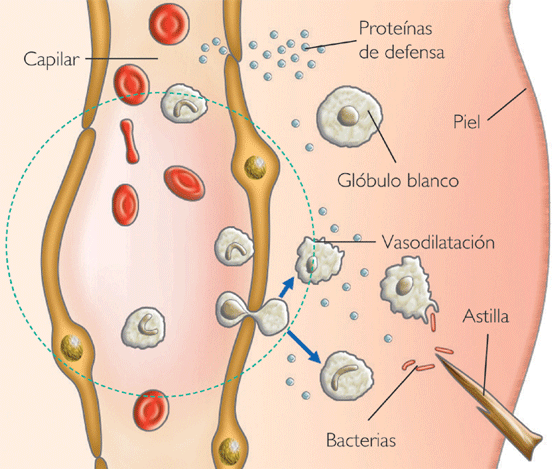 Proteínas
de defensa
Capilar
Piel
Glóbulo blanco
Vasodilatación
Astilla
Bacterias